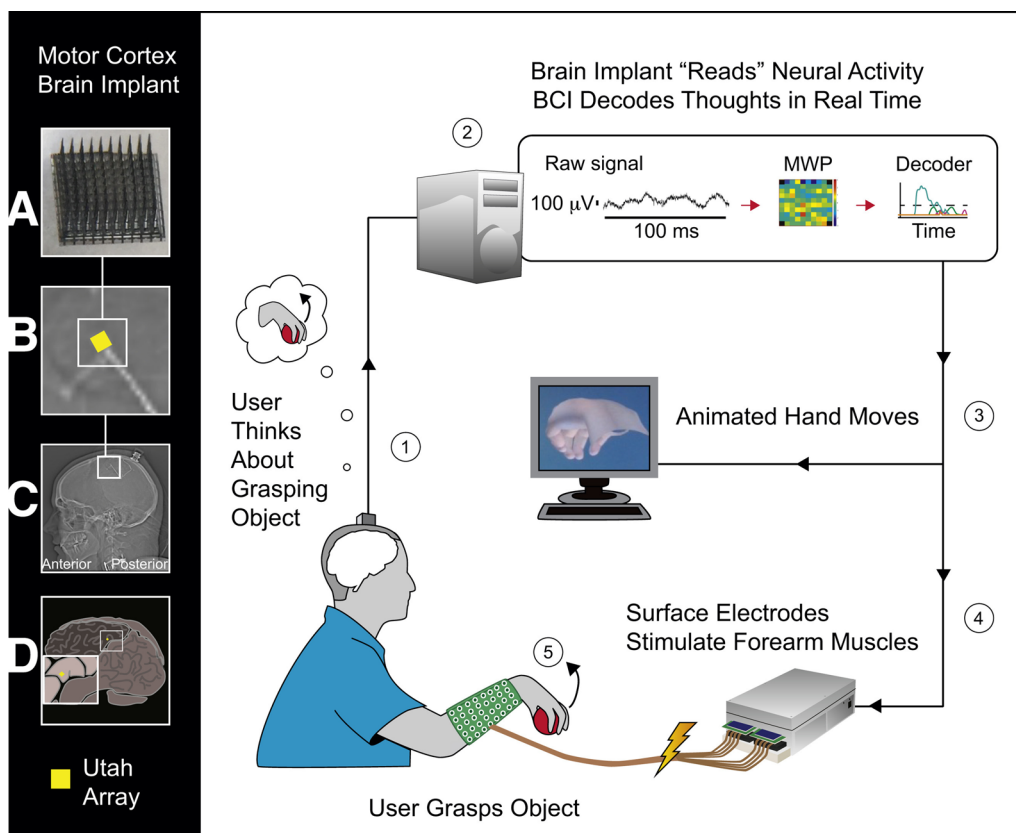 Motor Cortex
Brain Implant
A
B
C
Anterior
Posterior
D
Utah
Array
Brain Implant “Reads” Neural Activity
BCI Decodes Thoughts in Real Time
2
Raw signal
MWP
Decoder
100 μV
100 ms
Time
User
Thinks
About
Grasping
Object
1
Animated Hand Moves
3
Surface Electrodes
Stimulate Forearm Muscles
4
5
User Grasps Object